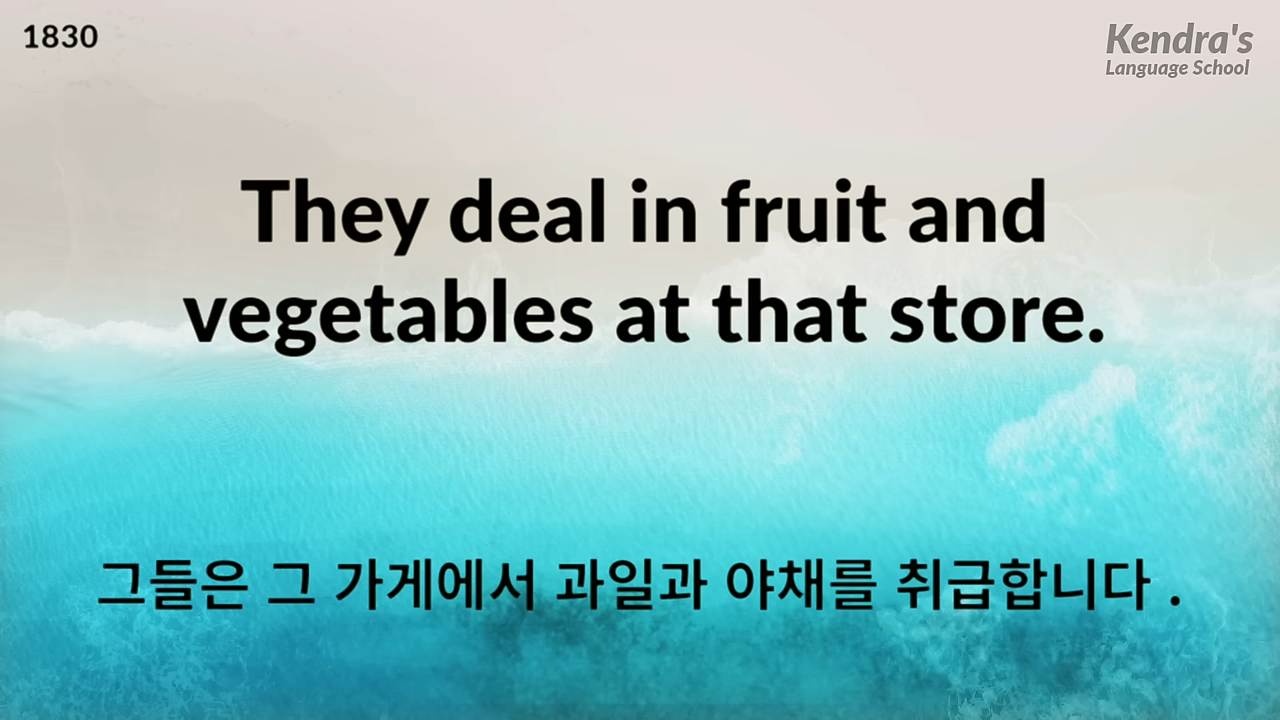 1830
Kendra's
Language School
They deal in fruit and
vegetables at that store.
그들은 그 가게에서 과일과 야채를 취급합니다 .